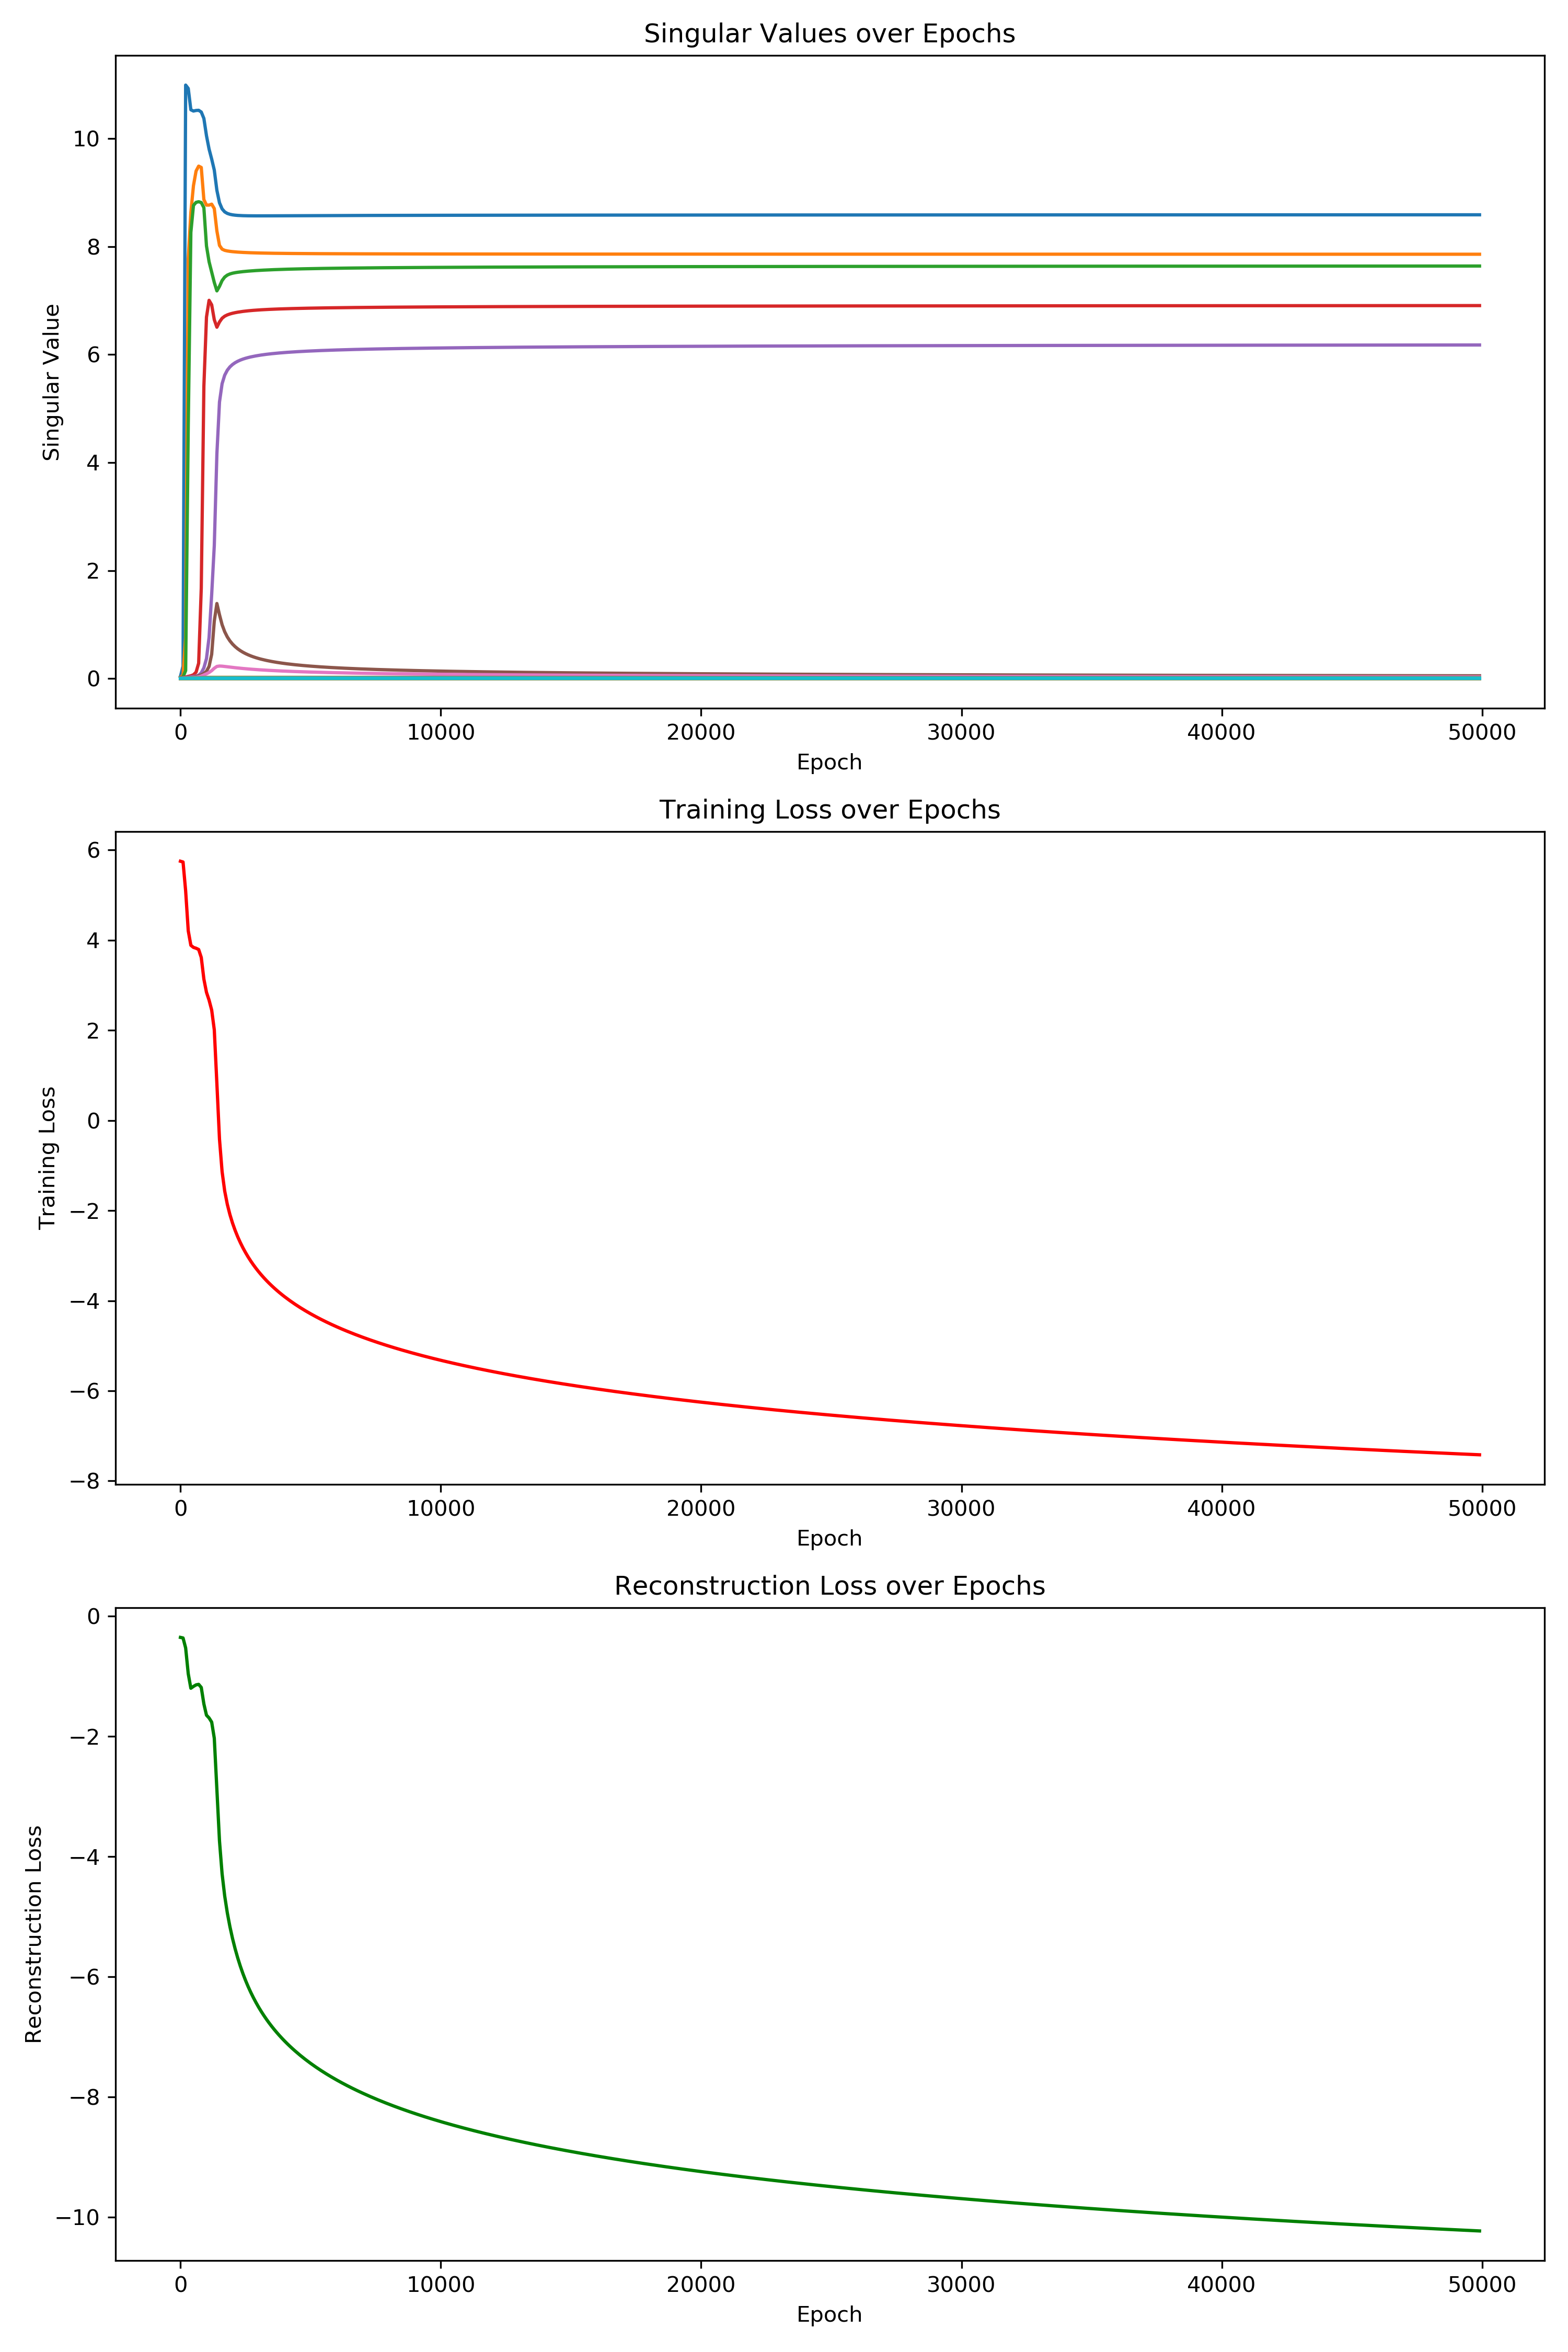 Singular Values over Epochs
Singular Value
10
8
6
4
2
0
0 10000 20000 30000 40000 50000
Epoch
Training Loss over Epochs
Training Loss
6
4
2
0
−2
−4
−6
−8
0 10000 20000 30000 40000 50000
Epoch
Reconstruction Loss over Epochs
Reconstruction Loss
0
−2
−4
−6
−8
−10
0 10000 20000 30000 40000 50000
Epoch